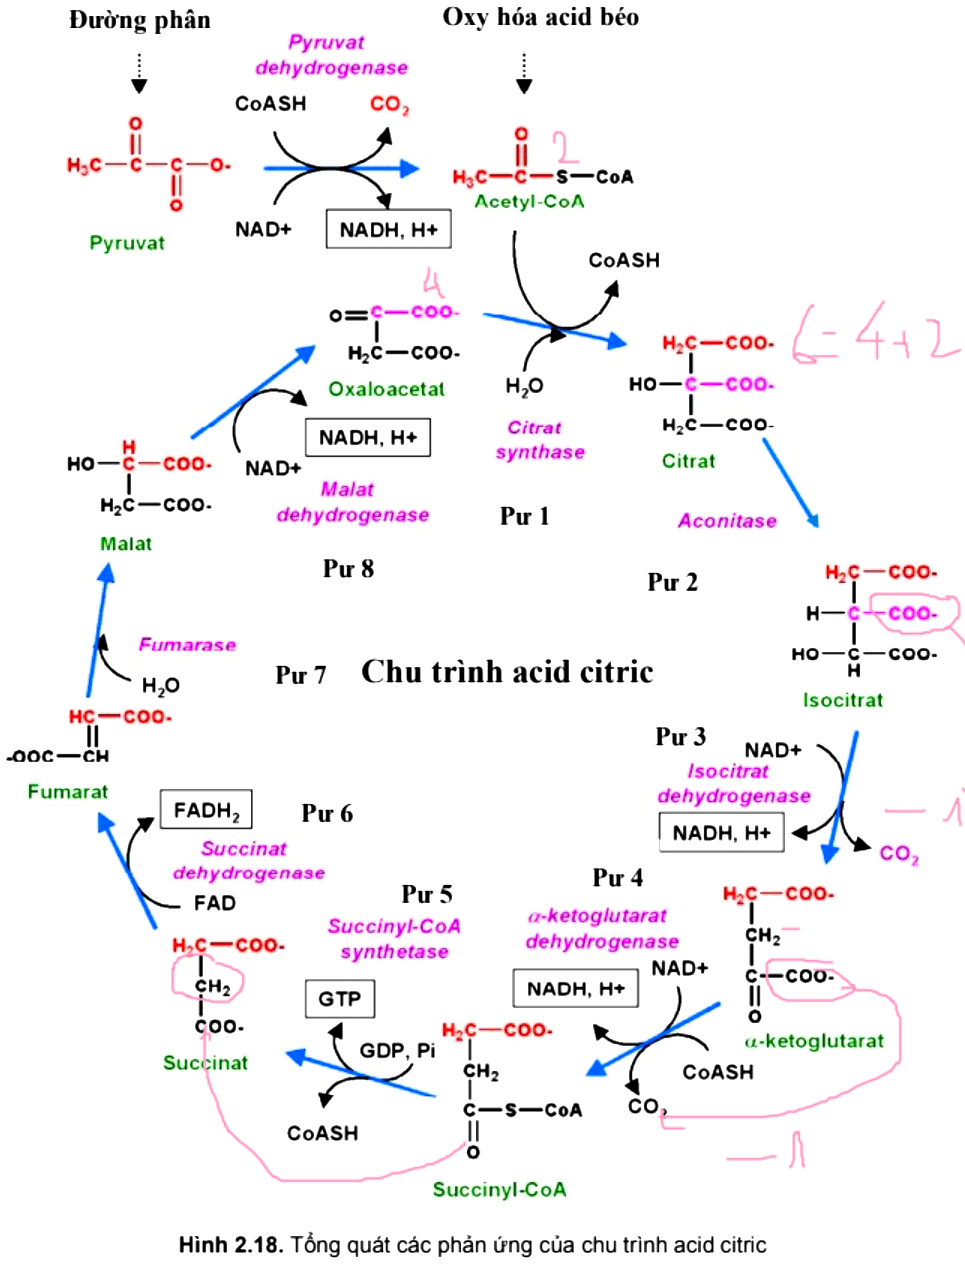 Đường phân
Oxy hóa acid béo
Pyruvat
dehydrogenase
CoASH
CO2
O
H3C—C—C—O-
O
NAD+
NADH, H+
Pyruvat
O
2
H3C—C—S—CoA
Acetyl-CoA
CoASH
4
O=C—COO-
H2C—COO-
Oxaloacetat
H2O
Citrat
synthase
H2C—COO-
HO—C—COO-
H2C—COO-
Citrat
6=4+2
NADH, H+
NAD+
Malat
dehydrogenase
H
HO—C—COO-
H2C—COO-
Malat
Pư 1
Aconitase
Pư 8
Pư 2
H2C—COO-
H—C—COO-
HO—C—COO-
H
Isocitrat
Fumarase
H2O
Pư 7
Chu trình acid citric
HC—COO-
-OOC—CH
Fumarat
Pư 3
NAD+
Isocitrat
dehydrogenase
NADH, H+
CO2
— 1
FADH2
Pư 6
Succinat
dehydrogenase
FAD
Pư 5
Succinyl-CoA
synthetase
Pư 4
α-ketoglutarat
dehydrogenase
NAD+
NADH, H+
H2C—COO-
CH2
C—COO-
O
α-ketoglutarat
H2C—COO-
CH2
COO-
Succinat
GTP
GDP, Pi
CoASH
H2C—COO-
CH2
C—S—CoA
O
Succinyl-CoA
CoASH
CO2
— 1
Hình 2.18. Tổng quát các phản ứng của chu trình acid citric